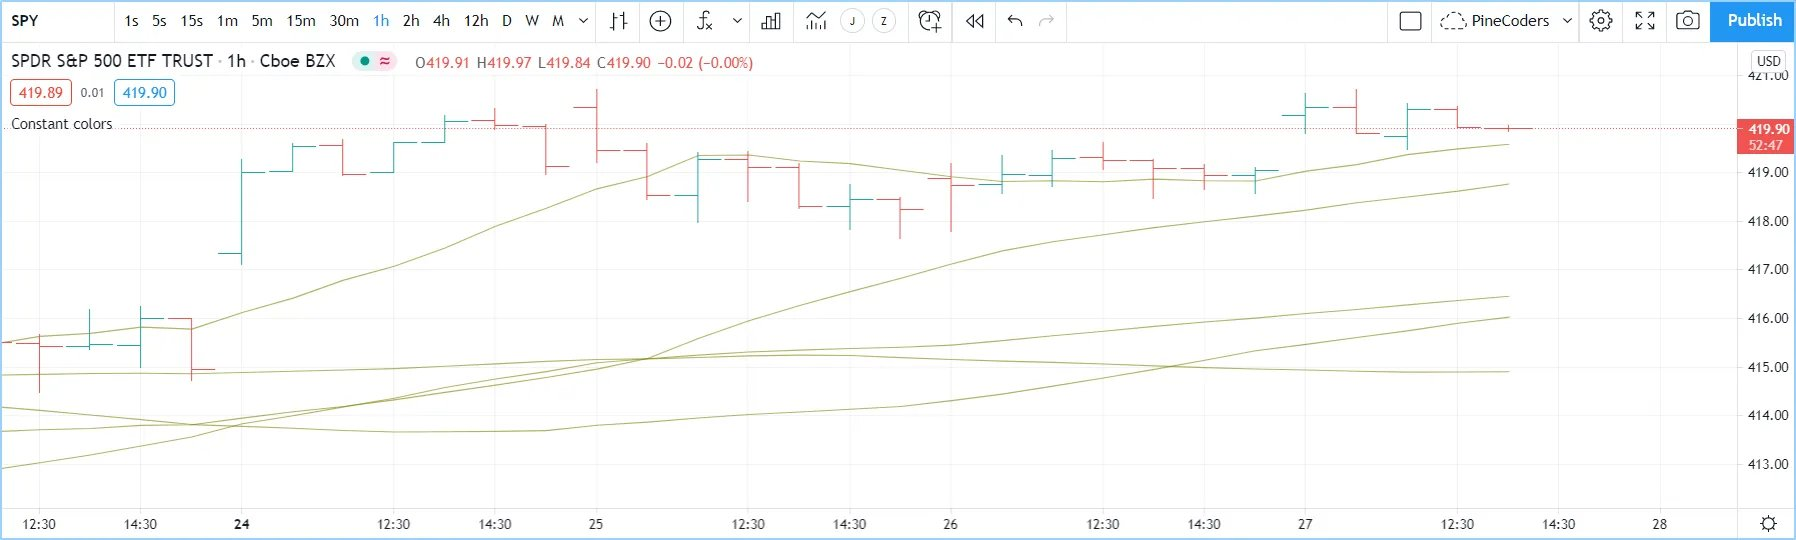 SPY 1s 5s 15s 1m 5m 15m 30m 1h 2h 4h 12h D W M J Z PineCoders Publish
SPDR S&P 500 ETF TRUST · 1h · Cboe BZX O419.91 H419.97 L419.84 C419.90 −0.02 (−0.00%) USD
421.00
419.89 0.01 419.90
Constant colors
419.90
52:47
419.00
418.00
417.00
416.00
415.00
414.00
413.00
12:30 14:30 24 12:30 14:30 25 12:30 14:30 26 12:30 14:30 27 12:30 14:30 28